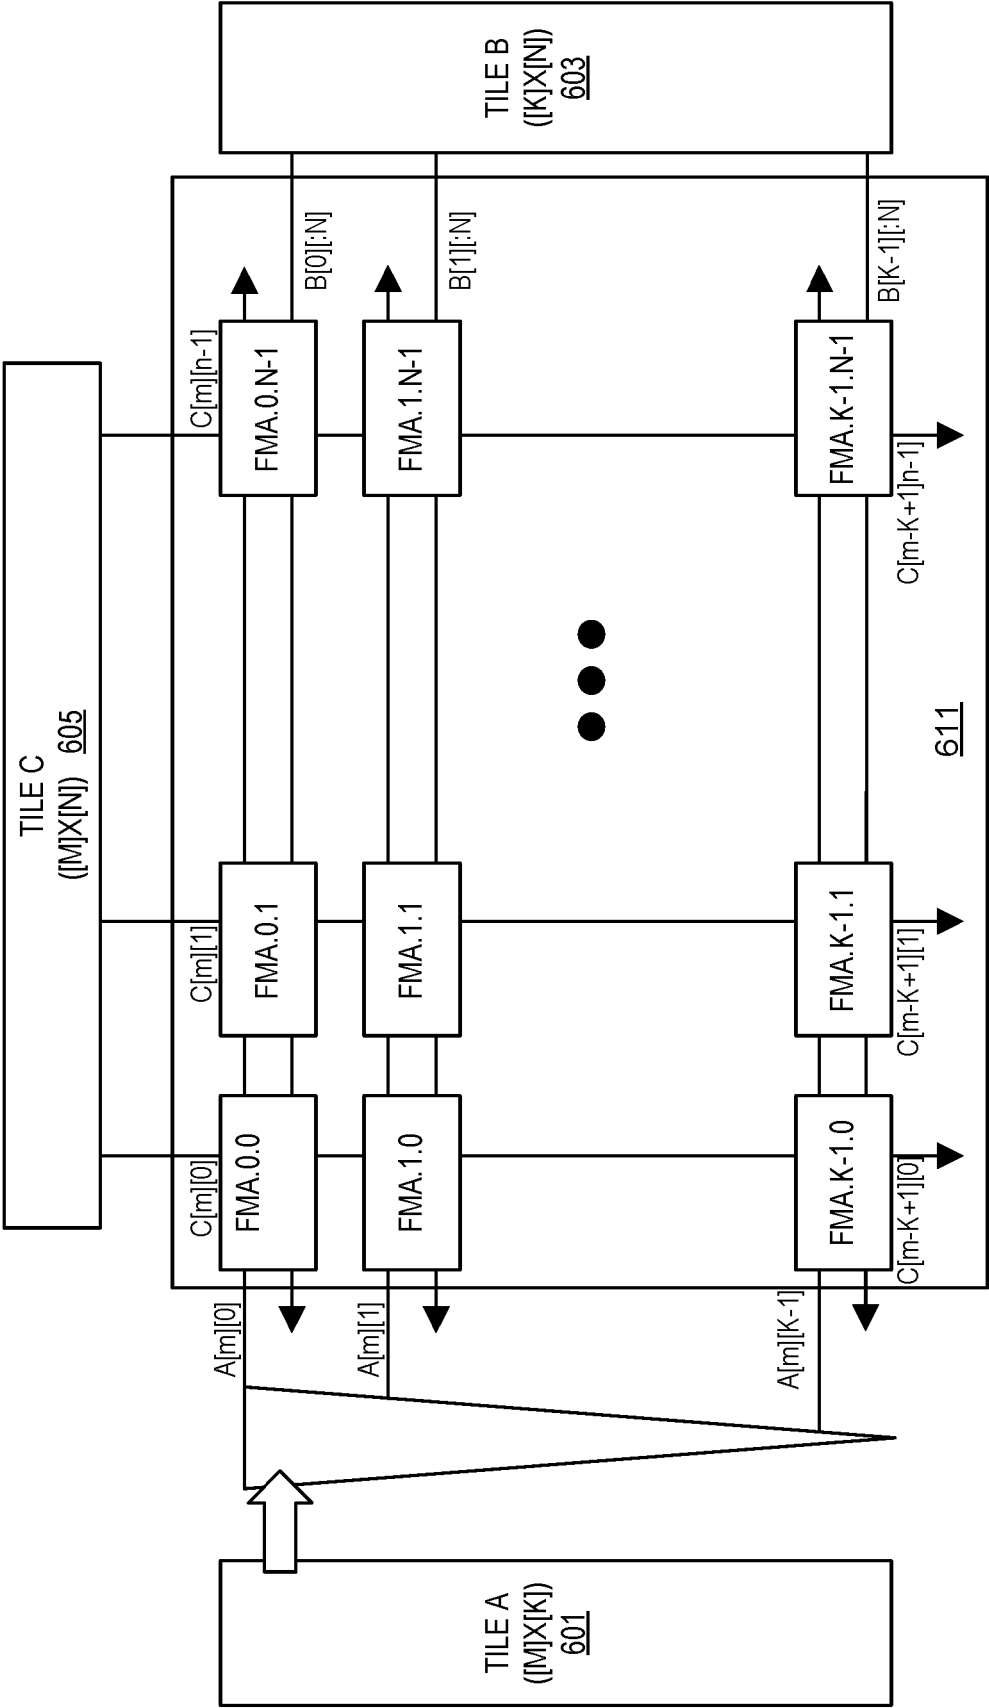 TILE B
([K]X[N])
603
B[0][:N]
B[1][:N]
B[K-1][:N]
C[m][n-1]
FMA.0.N-1
FMA.1.N-1
FMA.K-1.N-1
C[m-K+1]n-1]
TILE C
([M]X[N]) 605
611
C[m][1]
FMA.0.1
FMA.1.1
FMA.K-1.1
C[m-K+1][1]
C[m][0]
FMA.0.0
FMA.1.0
FMA.K-1.0
C[m-K+1][0]
A[m][0]
A[m][1]
A[m][K-1]
TILE A
([M]X[K])
601